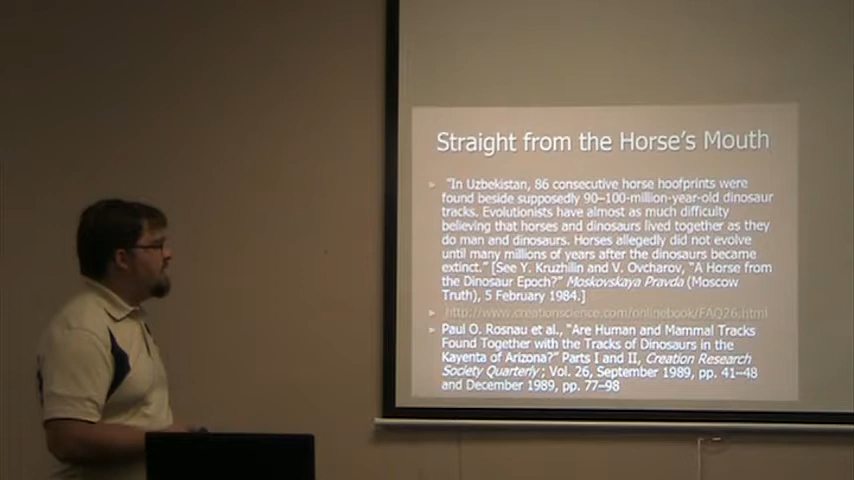 Straight from the Horse's Mouth
"In Uzbekistan, 86 consecutive horse hoofprints were
found beside supposedly 90–100-million-year-old dinosaur
tracks. Evolutionists have almost as much difficulty
believing that horses and dinosaurs lived together as they
do man and dinosaurs. Horses allegedly did not evolve
until many millions of years after the dinosaurs became
extinct." [See Y. Kruzhilin and V. Ovcharov, "A Horse from
the Dinosaur Epoch?" Moskovskaya Pravda (Moscow
Truth), 5 February 1984.]
http://www.creationscience.com/onlinebook/FAQ26.html
Paul O. Rosnau et al., "Are Human and Mammal Tracks
Found Together with the Tracks of Dinosaurs in the
Kayenta of Arizona?" Parts I and II, Creation Research
Society Quarterly; Vol. 26, September 1989, pp. 41–48
and December 1989, pp. 77–98